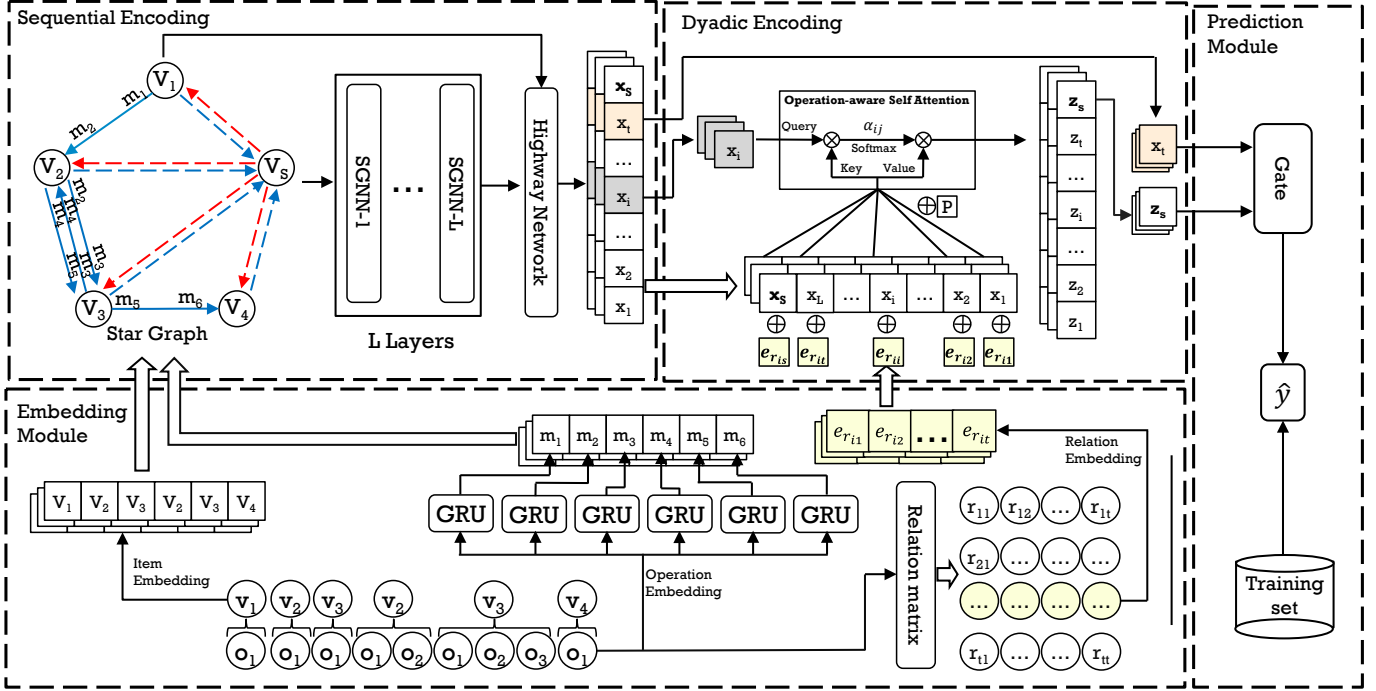 Sequential Encoding
V1
m1
m2
V2
VS
m2
m4
m4
m3
m3
m5
V3
m5
m6
V4
Star Graph
SGNN-1
...
SGNN-L
L Layers
Highway Network
xS
xt
...
xi
...
x2
x1
Dyadic Encoding
xi
Operation-aware Self Attention
Query
αij
Softmax
Key
Value
P
xS xL ... xi ... x2 x1
eris erit erii eri2 eri1
zs
zt
...
zi
...
z2
z1
xt
zs
Prediction
Module
Gate
ŷ
Training
set
Embedding
Module
m1 m2 m3 m4 m5 m6
GRU GRU GRU GRU GRU GRU
V1 V2 V3 V2 V3 V4
Item
Embedding
Operation
Embedding
v1 v2 v3 v2 v3 v4
o1 o1 o1 o1 o2 o1 o2 o3 o1
eri1 eri2 ... erit
Relation
Embedding
Relation matrix
r11 r12 ... r1t
r21 ... ... ...
... ... ... ...
rt1 ... ... rtt